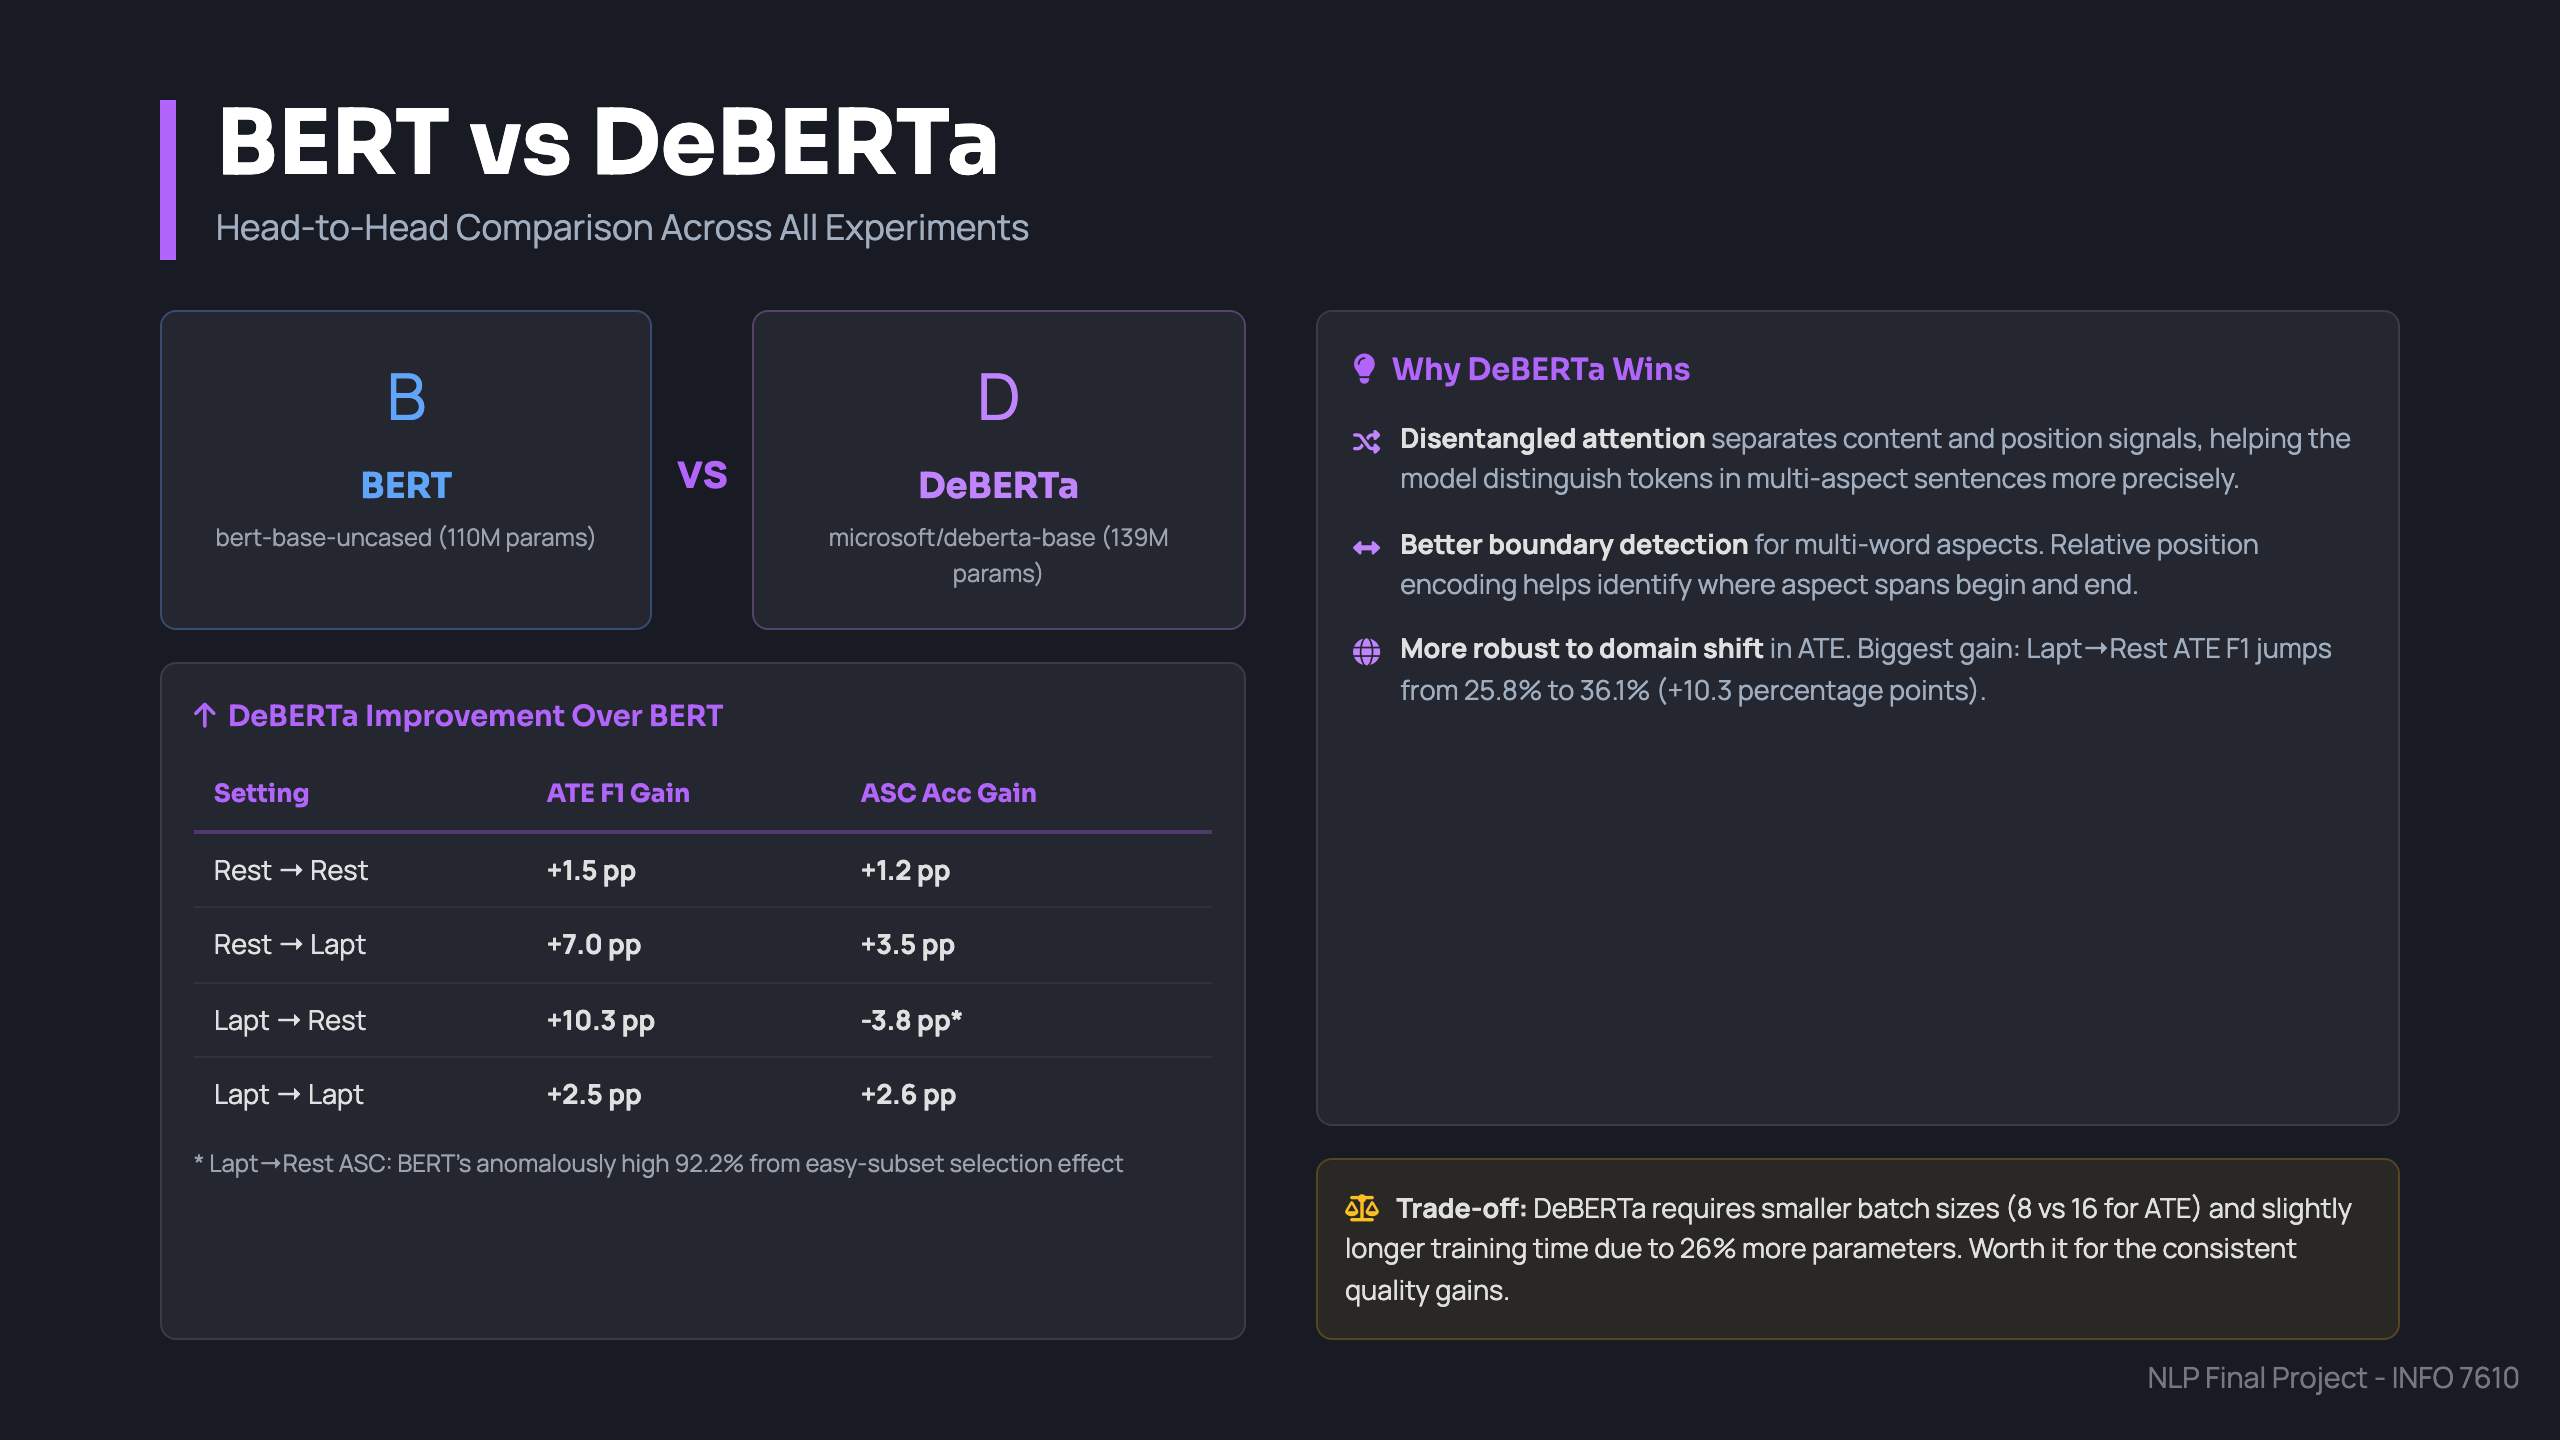 BERT vs DeBERTa
Head-to-Head Comparison Across All Experiments
B
BERT
bert-base-uncased (110M params)
VS
D
DeBERTa
microsoft/deberta-base (139M
params)
DeBERTa Improvement Over BERT
Setting ATE F1 Gain ASC Acc Gain
Rest → Rest +1.5 pp +1.2 pp
Rest → Lapt +7.0 pp +3.5 pp
Lapt → Rest +10.3 pp -3.8 pp*
Lapt → Lapt +2.5 pp +2.6 pp
* Lapt→Rest ASC: BERT's anomalously high 92.2% from easy-subset selection effect
Why DeBERTa Wins
Disentangled attention separates content and position signals, helping the
model distinguish tokens in multi-aspect sentences more precisely.
Better boundary detection for multi-word aspects. Relative position
encoding helps identify where aspect spans begin and end.
More robust to domain shift in ATE. Biggest gain: Lapt→Rest ATE F1 jumps
from 25.8% to 36.1% (+10.3 percentage points).
Trade-off: DeBERTa requires smaller batch sizes (8 vs 16 for ATE) and slightly
longer training time due to 26% more parameters. Worth it for the consistent
quality gains.
NLP Final Project - INFO 7610